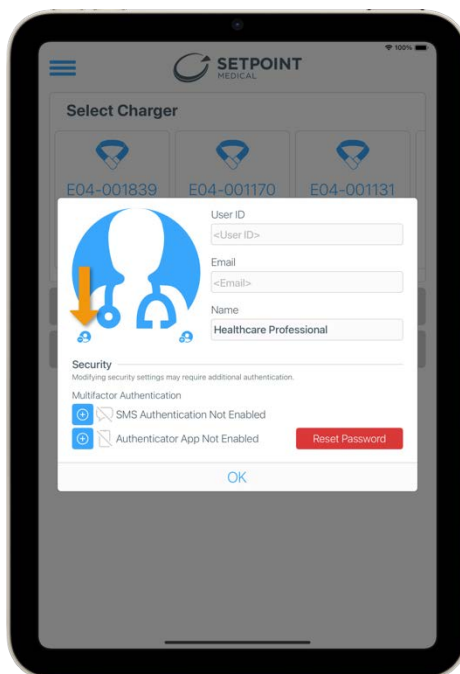 100%
SETPOINT
MEDICAL
Select Charger
E04-001839 E04-001170 E04-001131
User ID
<User ID>
Email
<Email>
Name
Healthcare Professional
Security
Modifying security settings may require additional authentication.
Multifactor Authentication
SMS Authentication Not Enabled
Authenticator App Not Enabled Reset Password
OK